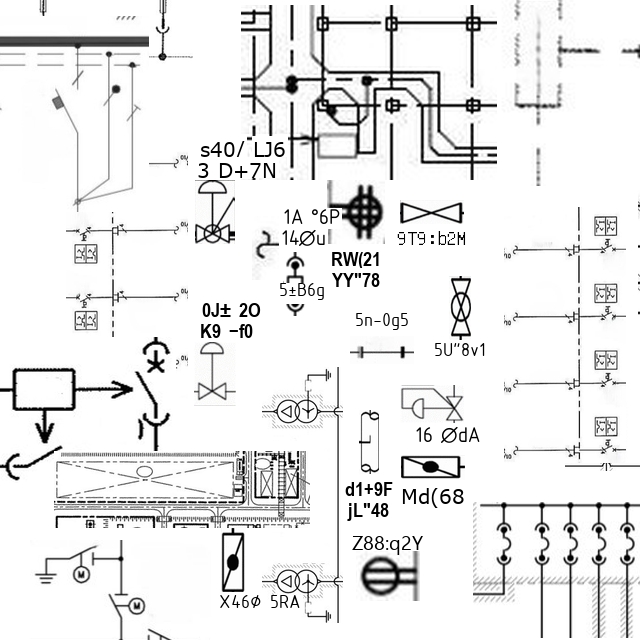 s40/ LJ6
3 D+7N
1A °6P
14Øu
RW(21
YY"78
9T9:b2M
5±B6g
0J± 2O
K9 −f0
5n-0g5
5U"8v1
16 ØdA
d1+9F
jL"48
Md(68
Z88:q2Y
X46Φ 5RA
M
M